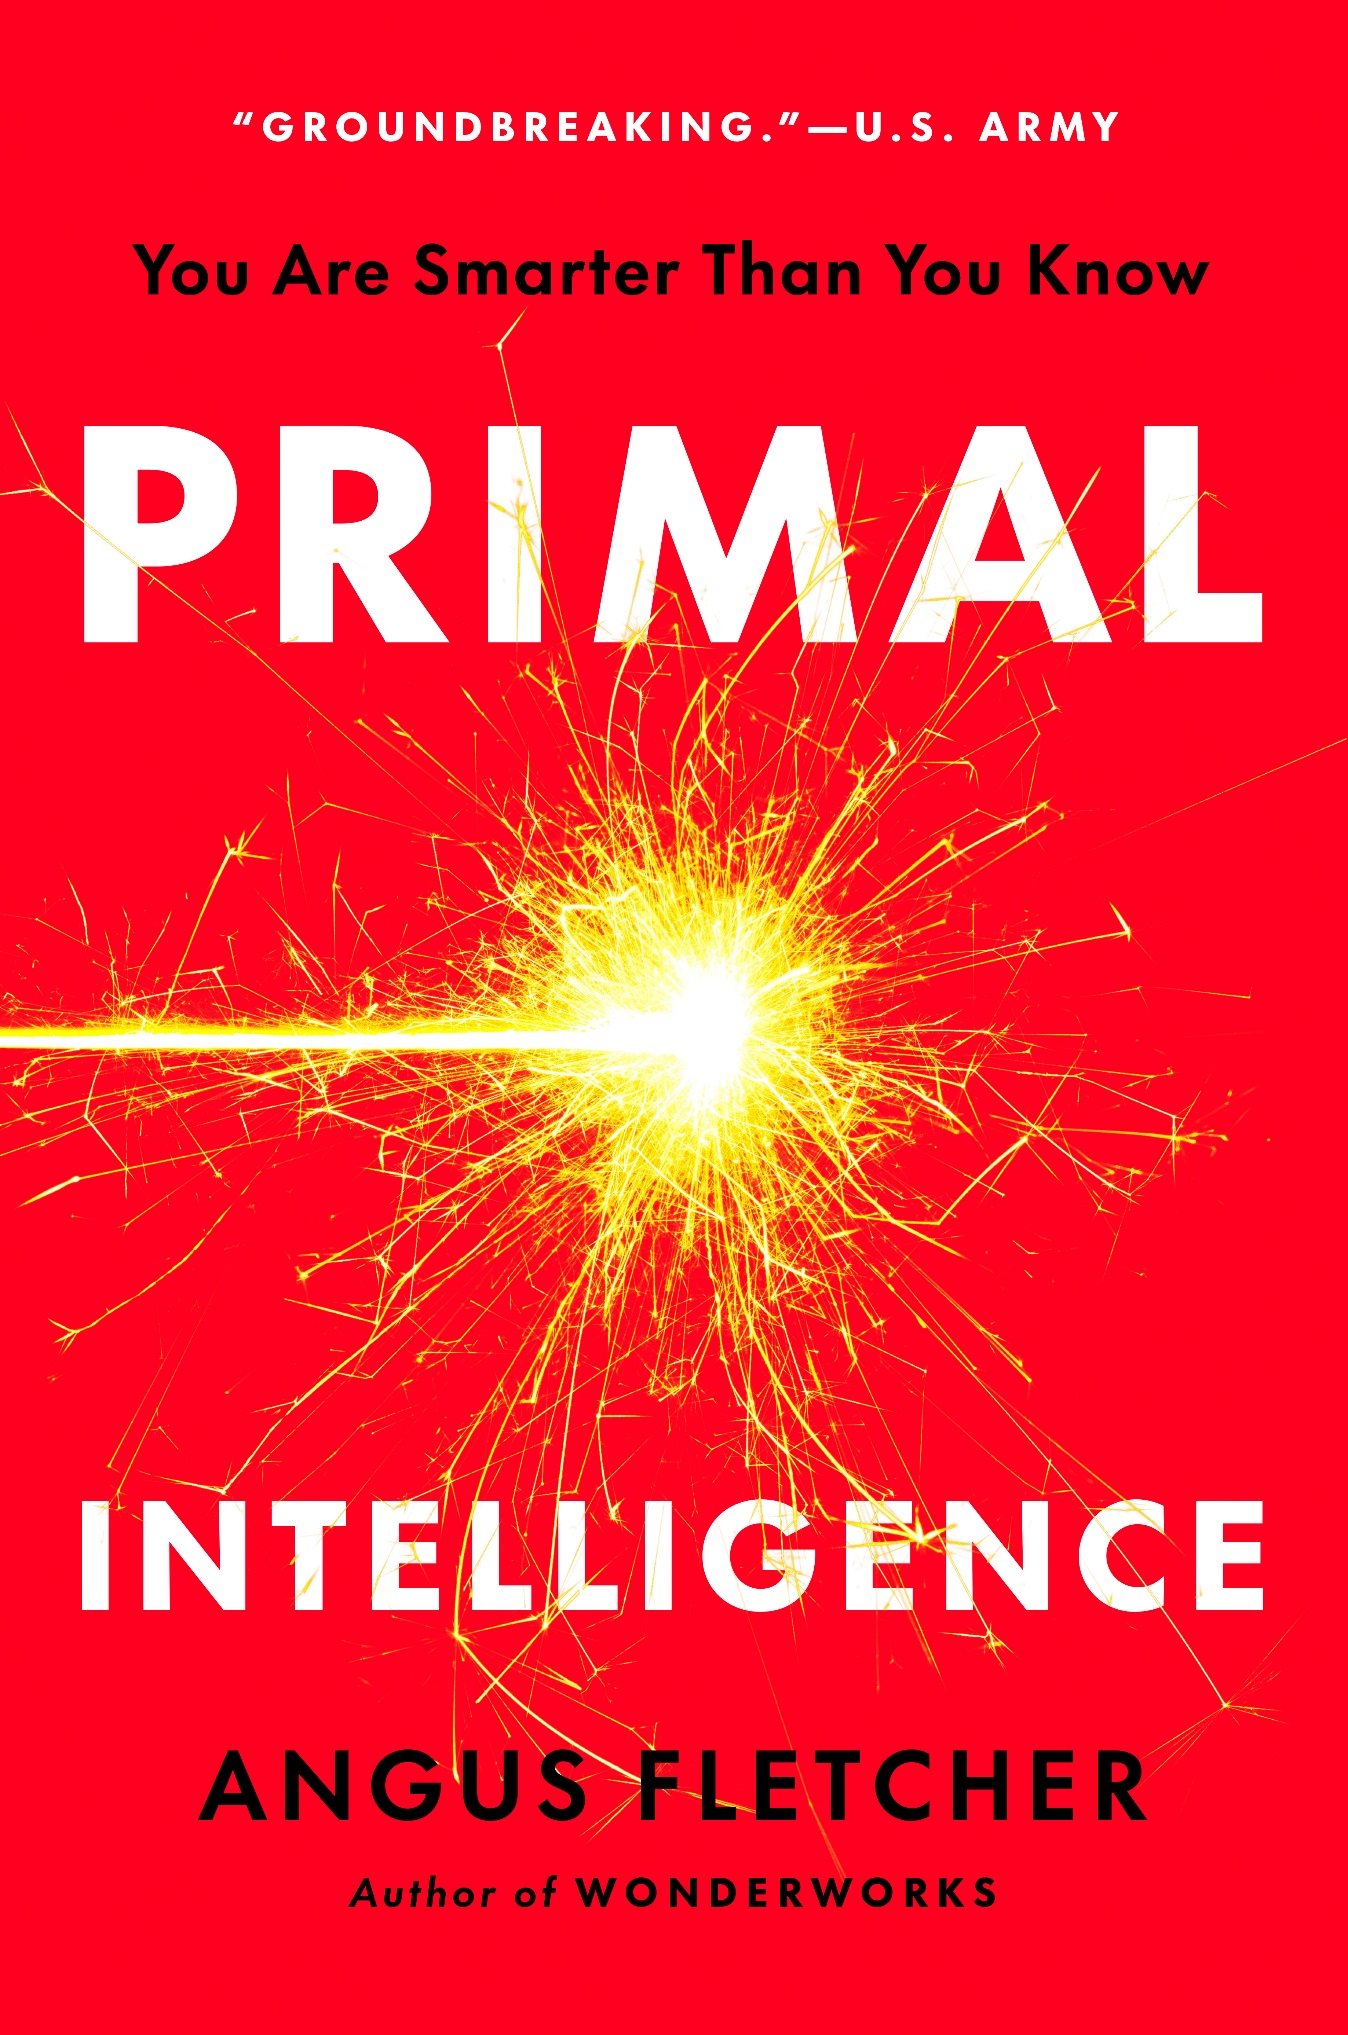 “GROUNDBREAKING.”—U.S. ARMY
You Are Smarter Than You Know
PRIMAL
INTELLIGENCE
ANGUS FLETCHER
Author of WONDERWORKS